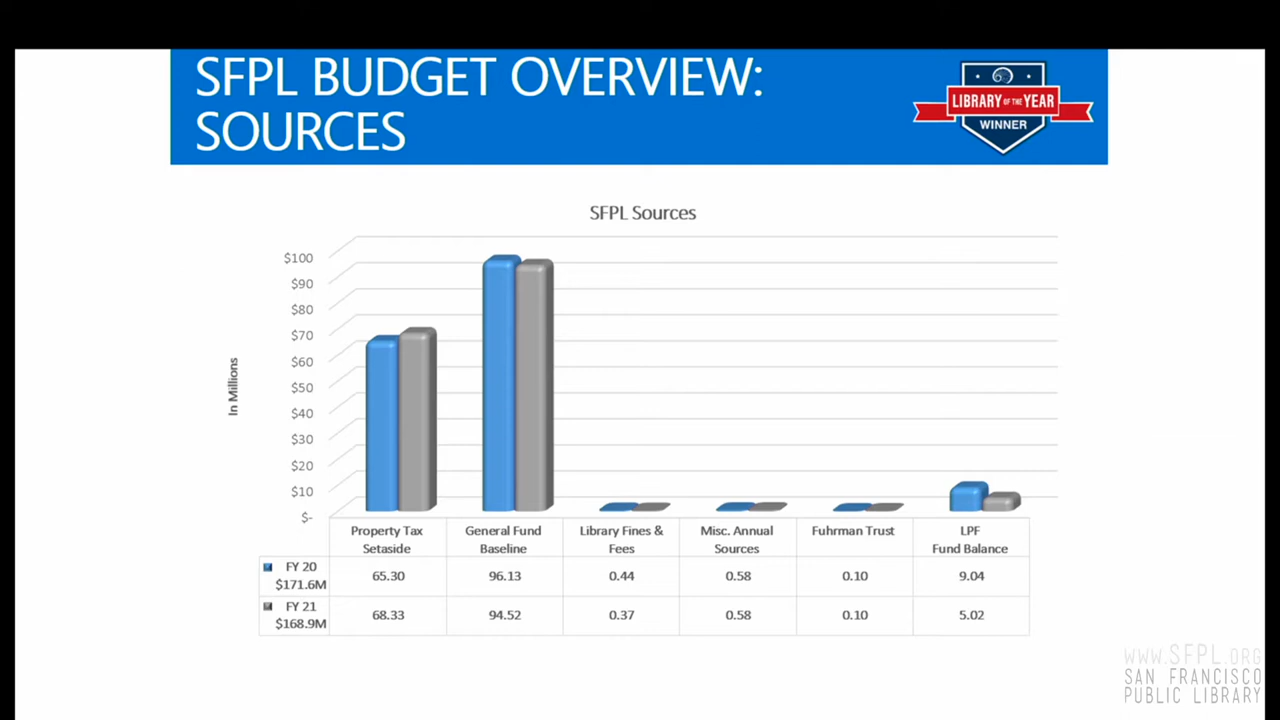 SFPL BUDGET OVERVIEW:
SOURCES
LIBRARY OF THE YEAR
WINNER
SFPL Sources
In Millions
$100
$90
$80
$70
$60
$50
$40
$30
$20
$10
$-
Property Tax Setaside General Fund Baseline Library Fines & Fees Misc. Annual Sources Fuhrman Trust LPF Fund Balance
FY 20 $171.6M 65.30 96.13 0.44 0.58 0.10 9.04
FY 21 $168.9M 68.33 94.52 0.37 0.58 0.10 5.02
WWW.SFPL.ORG
SAN FRANCISCO
PUBLIC LIBRARY